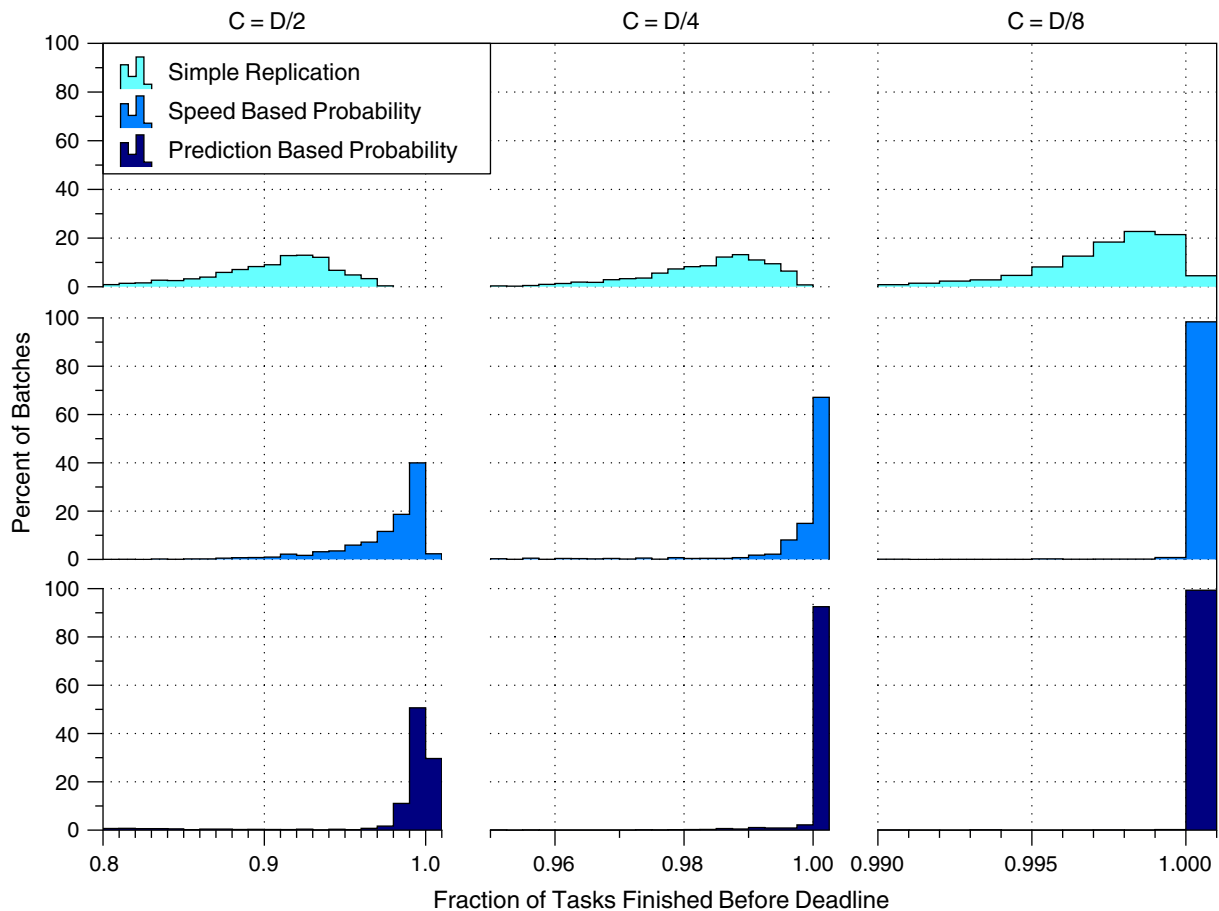 C = D/2 C = D/4 C = D/8
Simple Replication
Speed Based Probability
Prediction Based Probability
100
80
60
40
20
0
100
80
60
40
20
0
100
80
60
40
20
0
Percent of Batches
0.8 0.9 1.0 0.96 0.98 1.00 0.990 0.995 1.000
Fraction of Tasks Finished Before Deadline